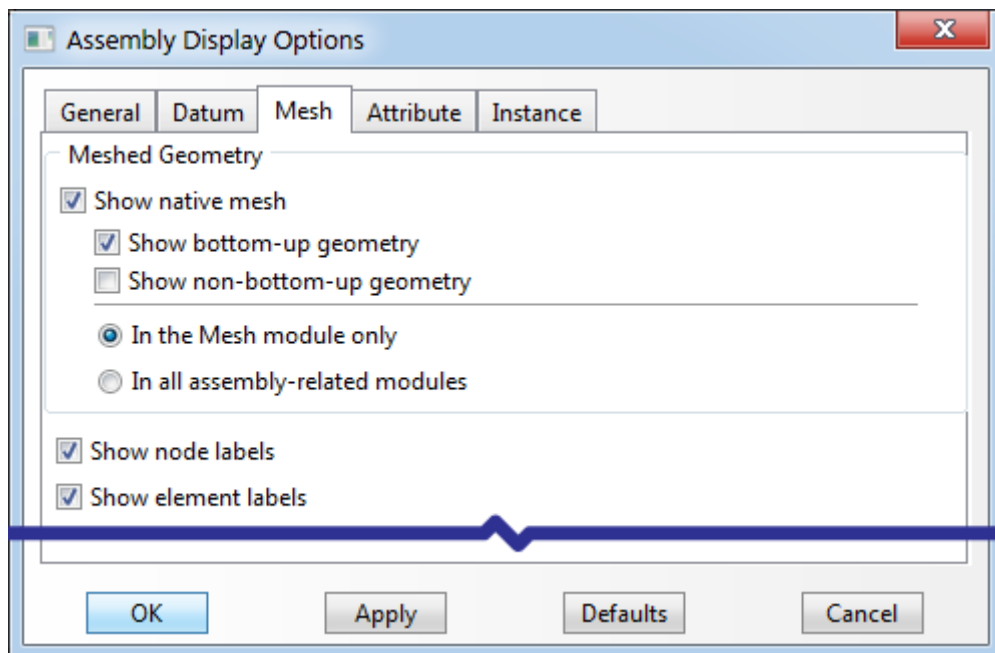 Assembly Display Options
General Datum Mesh Attribute Instance
Meshed Geometry
Show native mesh
Show bottom-up geometry
Show non-bottom-up geometry
In the Mesh module only
In all assembly-related modules
Show node labels
Show element labels
OK Apply Defaults Cancel